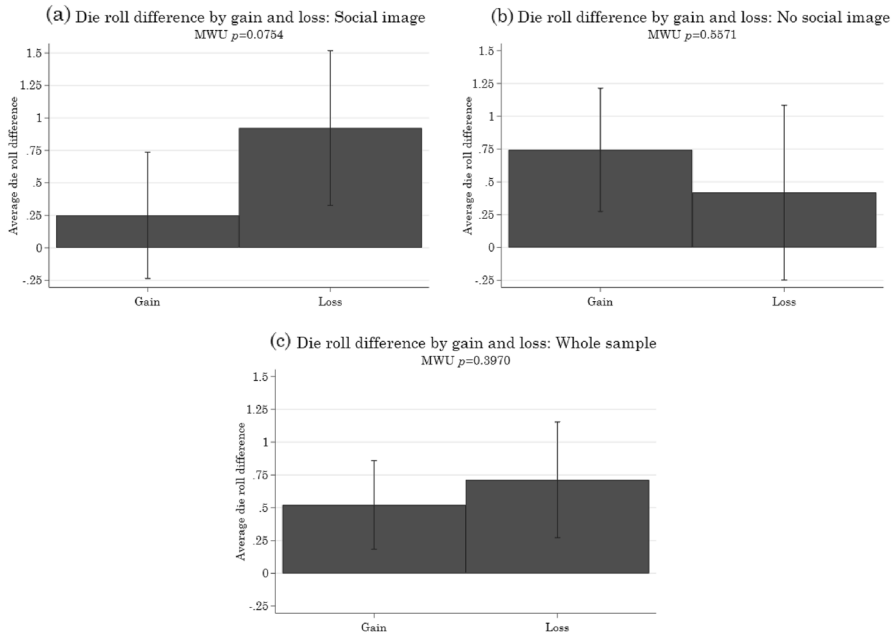 (a) Die roll difference by gain and loss: Social image
MWU p=0.0754
Average die roll difference
1.5
1.25
1
.75
.5
.25
0
-.25
Gain Loss
(b) Die roll difference by gain and loss: No social image
MWU p=0.5571
Average die roll difference
1.5
1.25
1
.75
.5
.25
0
-.25
Gain Loss
(c) Die roll difference by gain and loss: Whole sample
MWU p=0.3970
Average die roll difference
1.5
1.25
1
.75
.5
.25
0
-.25
Gain Loss